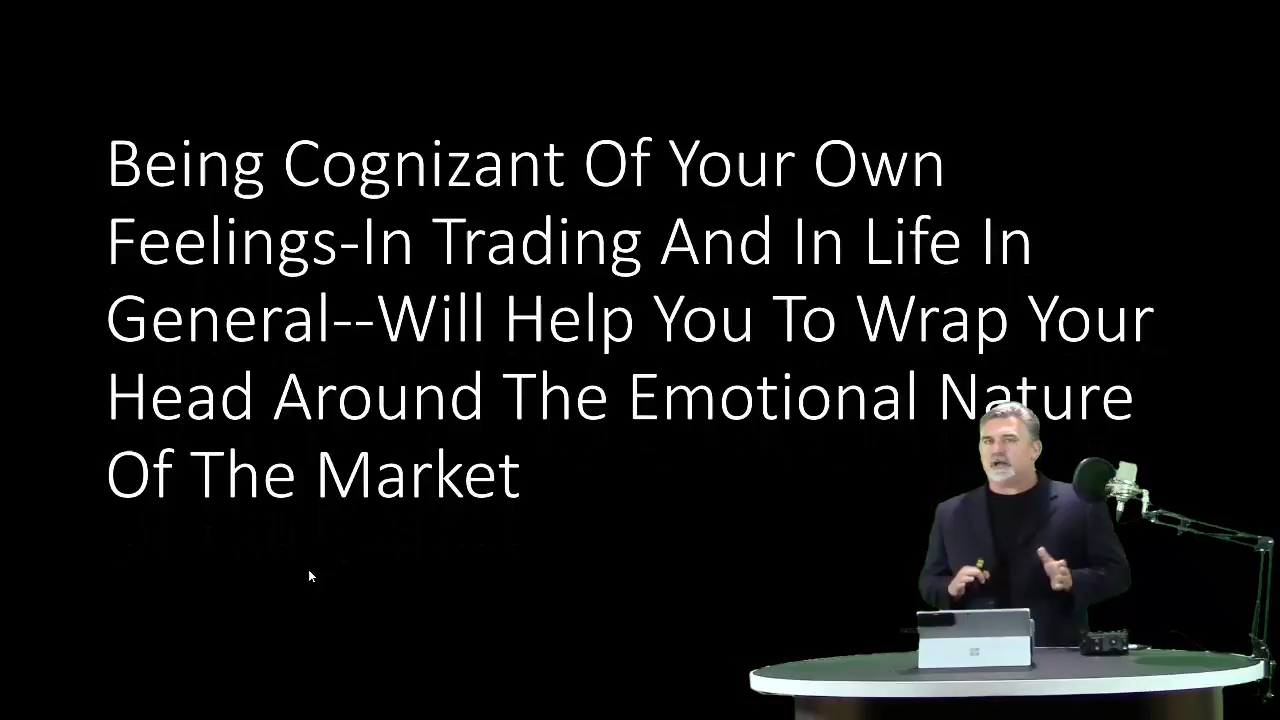 Being Cognizant Of Your Own
Feelings-In Trading And In Life In
General--Will Help You To Wrap Your
Head Around The Emotional Nature
Of The Market